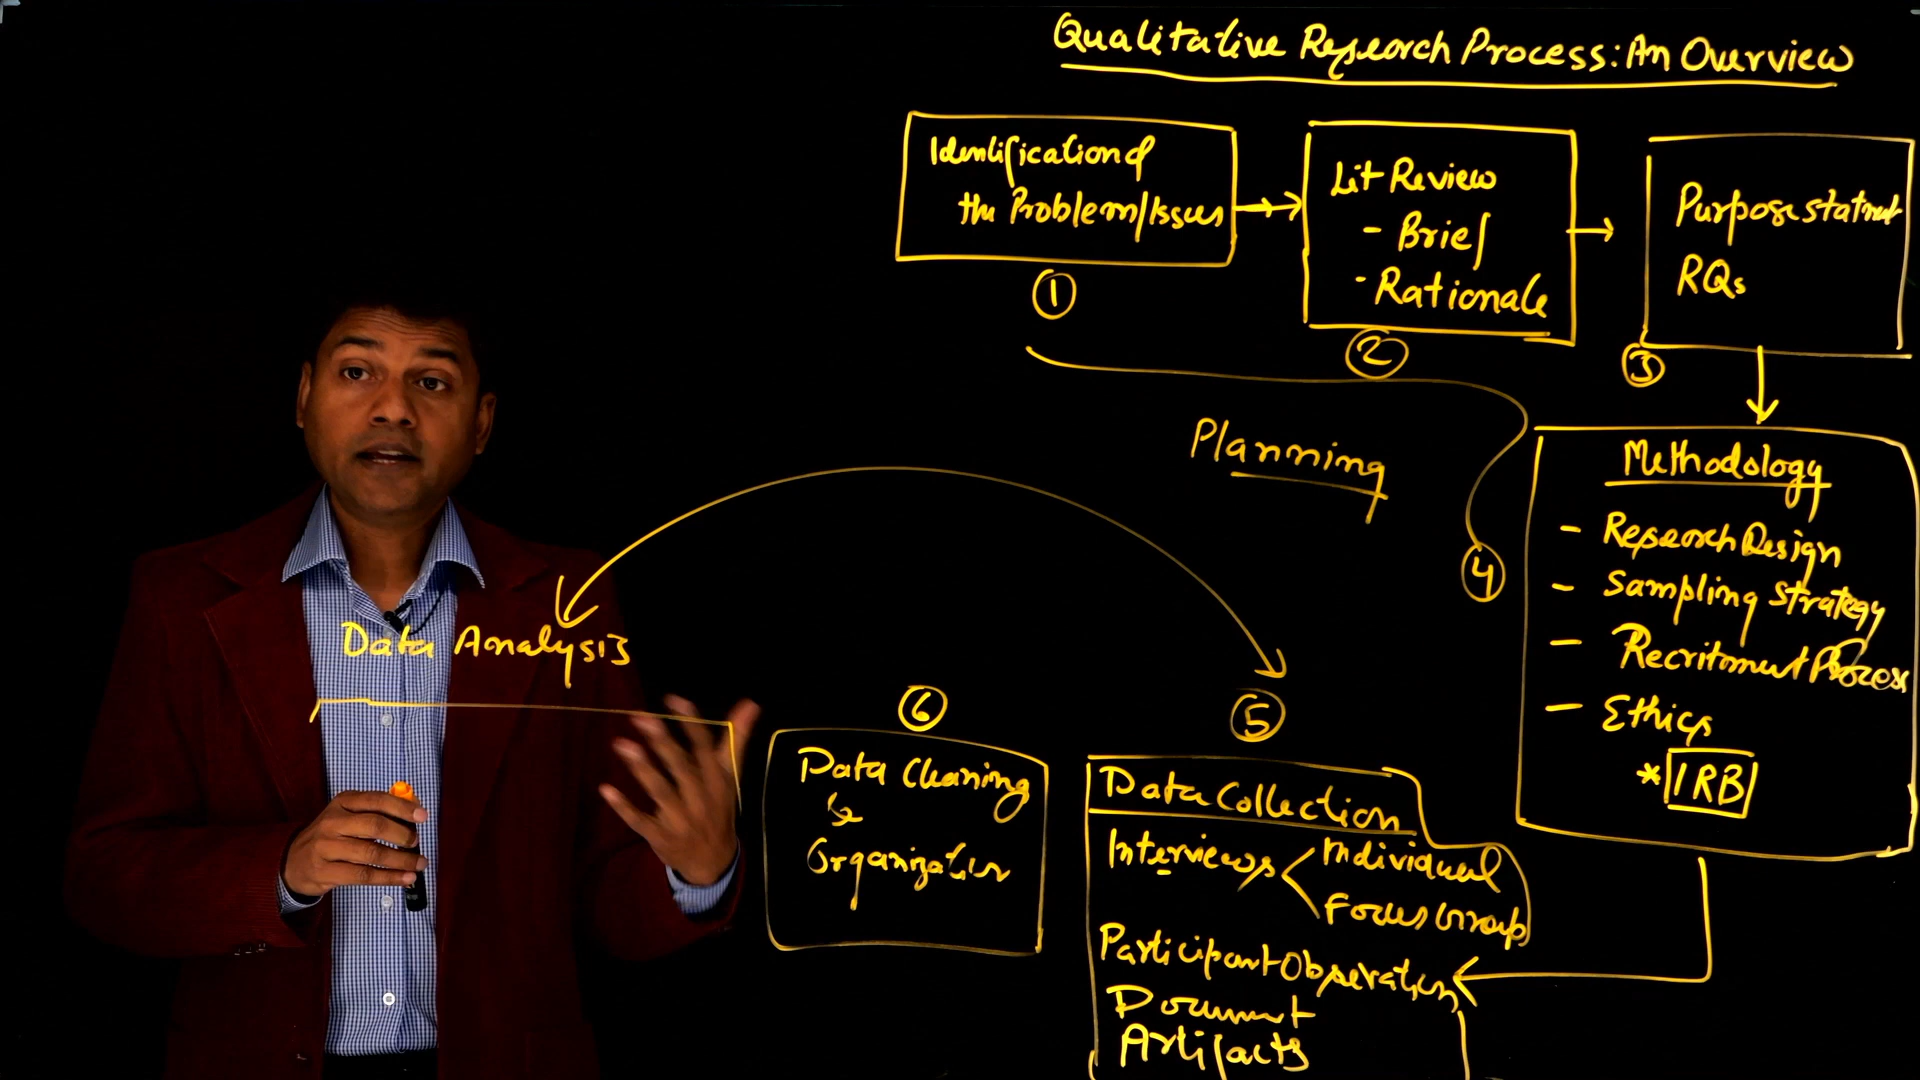 Qualitative Research Process: An Overview
Identification of
the Problem/Issues
1
Lit Review
- Brief
- Rationale
2
Purpose statmut
RQs
3
Planning
4
Methodology
- Research Design
- Sampling Strategy
- Recritment Process
- Ethics
* IRB
5
Data Collection
Interviews < Individual
Focus Group
Participant Observation
Document
Artifacts
6
Data Cleaning
&
Organization
Data Analysis